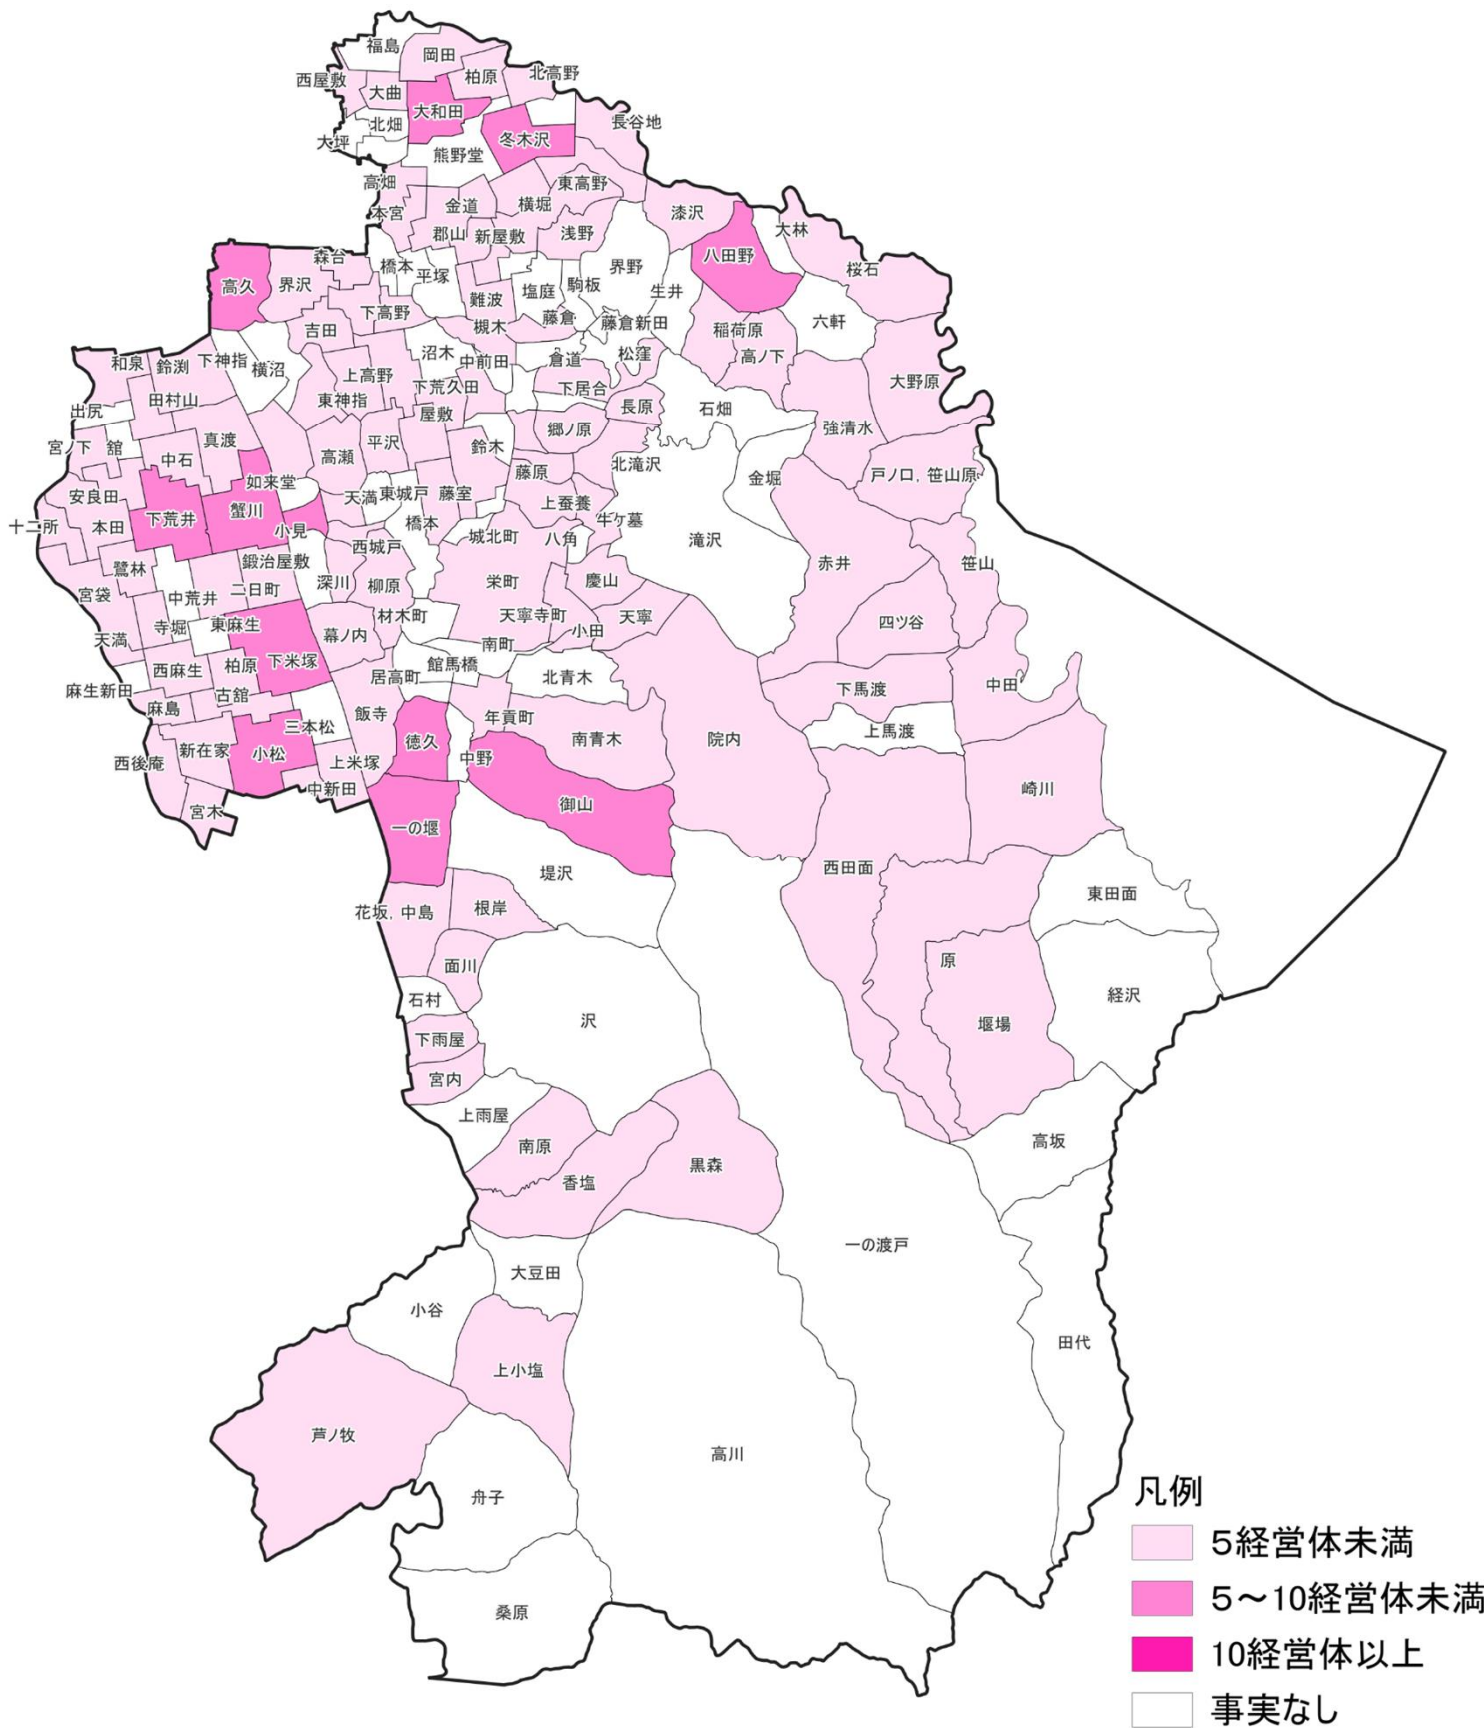 福島
岡田
西屋敷
大曲
柏原
北高野
大和田
北畑
大坪
冬木沢
長谷地
熊野堂
高畑
本宮
金道
横堀
東高野
郡山
新屋敷
浅野
漆沢
大林
八田野
桜石
森台
橋本
平塚
高久
界沢
難波
塩庭
駒板
界野
生井
下高野
吉田
槻木
藤倉
藤倉新田
稲荷原
六軒
高ノ下
和泉
鈴渕
下神指
横沼
沼木
中前田
倉道
松窪
上高野
下荒久田
下居合
大野原
田村山
東神指
出尻
屋敷
長原
石畑
強清水
宮ノ下
舘
真渡
高瀬
平沢
鈴木
郷ノ原
中石
如来堂
藤原
北滝沢
金堀
戸ノ口, 笹山原
安良田
天満
東城戸
藤室
上蚕養
十二所
本田
下荒井
蟹川
小見
橋本
城北町
八角
牛ケ墓
滝沢
西城戸
鷺林
鍛治屋敷
赤井
笹山
宮袋
中荒井
二日町
深川
柳原
栄町
慶山
天満
寺堀
東麻生
幕ノ内
材木町
天寧寺町
小田
天寧
四ツ谷
南町
西麻生
柏原
下米塚
居高町
館馬橋
北青木
下馬渡
中田
麻生新田
麻島
古舘
三本松
飯寺
年貢町
南青木
院内
上馬渡
新在家
小松
徳久
中野
西後庵
上米塚
中新田
崎川
宮木
一の堰
御山
堤沢
西田面
東田面
花坂, 中島
根岸
面川
原
石村
沢
堰場
経沢
下雨屋
宮内
上雨屋
南原
香塩
黒森
高坂
一の渡戸
大豆田
小谷
田代
上小塩
芦ノ牧
高川
舟子
桑原
凡例
5経営体未満
5～10経営体未満
10経営体以上
事実なし